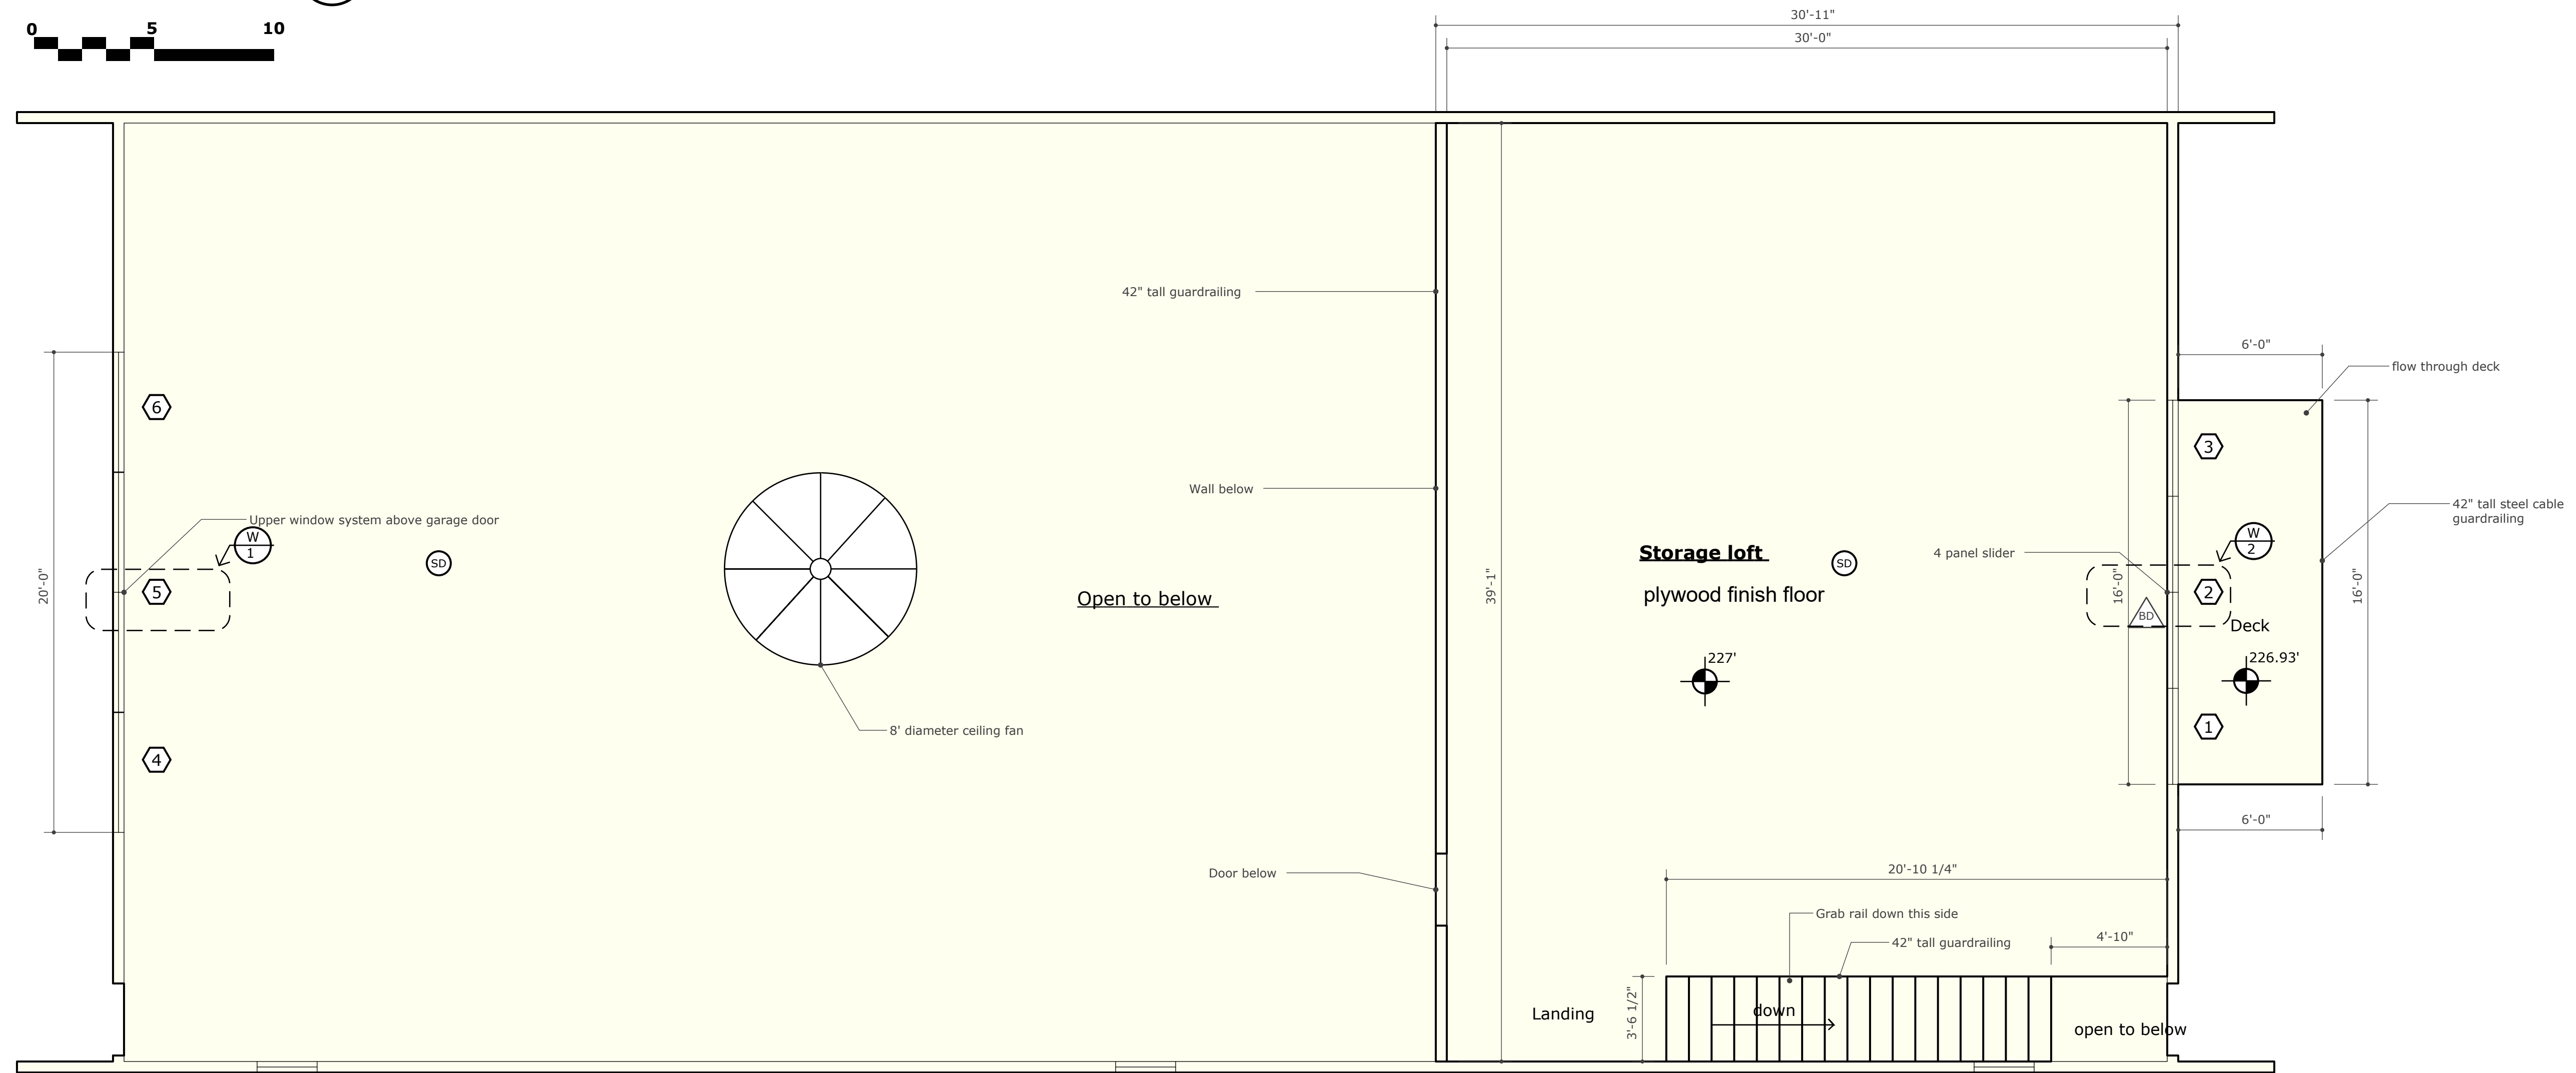 30'-11"
0 5 10
30'-0"
42" tall guardrailing
6'-0"
flow through deck
6
3
42" tall steel cable
guardrailing
Upper window system above garage door
W
1
W
2
Wall below
SD
Storage loft
SD
4 panel slider
20'-0"
5
Open to below
39'-1"
plywood finish floor
16'-0"
2
16'-0"
BD
Deck
227'
226.93'
8' diameter ceiling fan
1
4
6'-0"
Door below
20'-10 1/4"
Grab rail down this side
42" tall guardrailing
4'-10"
Landing
3'-6 1/2"
down
open to below